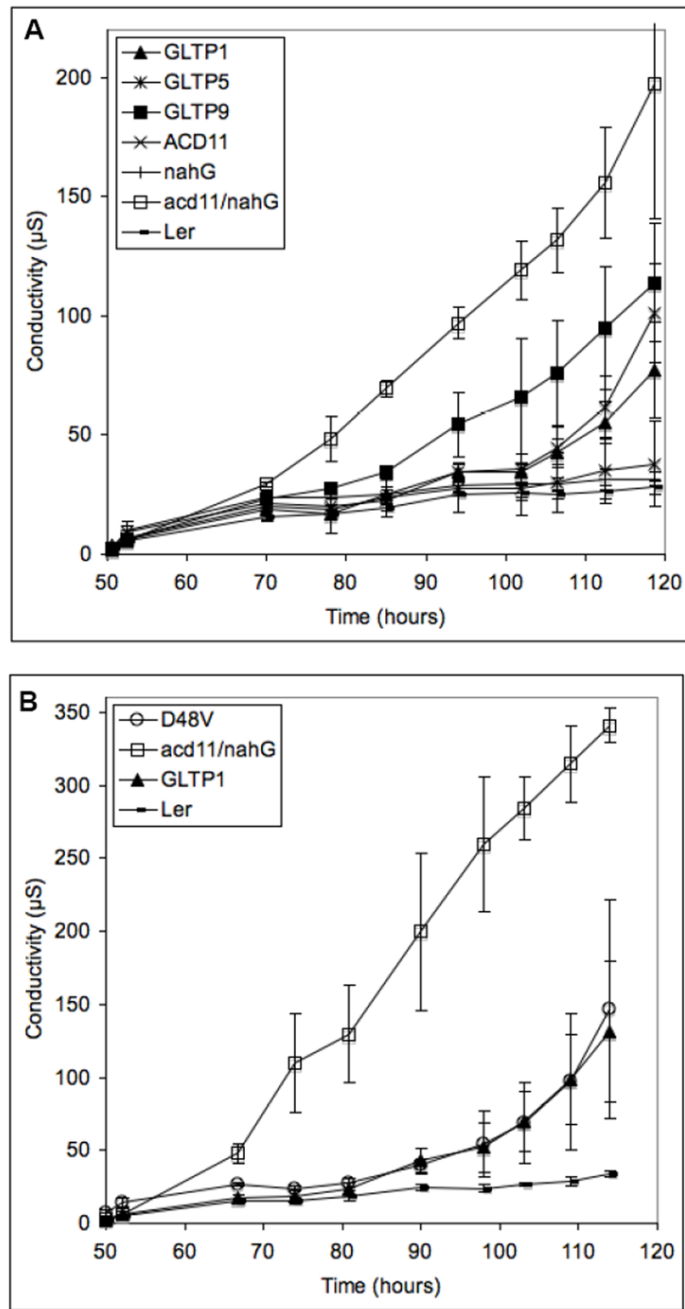 A
GLTP1
GLTP5
GLTP9
ACD11
nahG
acd11/nahG
Ler
200
150
100
50
0
Conductivity (µS)
50 60 70 80 90 100 110 120
Time (hours)
B
D48V
acd11/nahG
GLTP1
Ler
350
300
250
200
150
100
50
0
Conductivity (µS)
50 60 70 80 90 100 110 120
Time (hours)